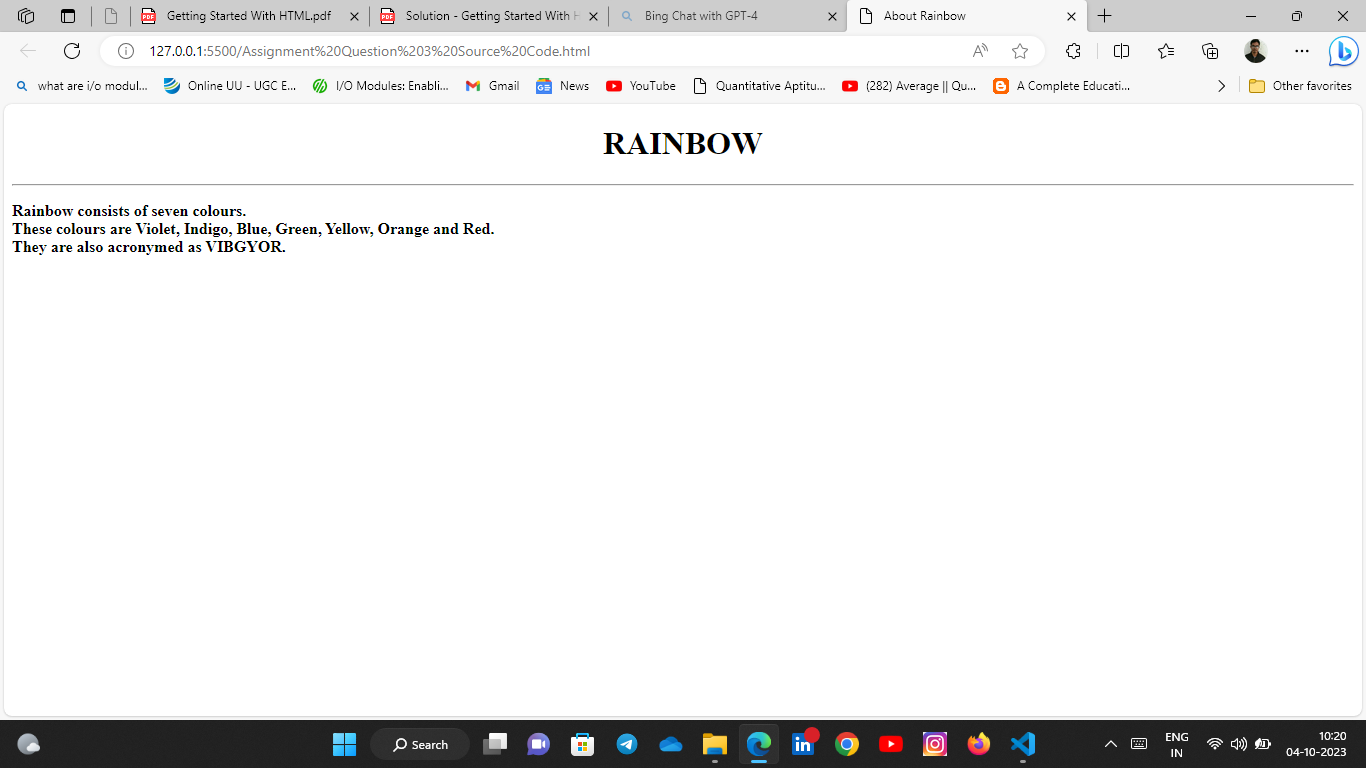 Getting Started With HTML.pdf
Solution - Getting Started With H
Bing Chat with GPT-4
About Rainbow
127.0.0.1:5500/Assignment%20Question%203%20Source%20Code.html
what are i/o modul...
Online UU - UGC E...
I/O Modules: Enabli...
Gmail
News
YouTube
Quantitative Aptitu...
(282) Average || Qu...
A Complete Educati...
Other favorites
RAINBOW
Rainbow consists of seven colours.
These colours are Violet, Indigo, Blue, Green, Yellow, Orange and Red.
They are also acronymed as VIBGYOR.
Search
ENG
IN
10:20
04-10-2023